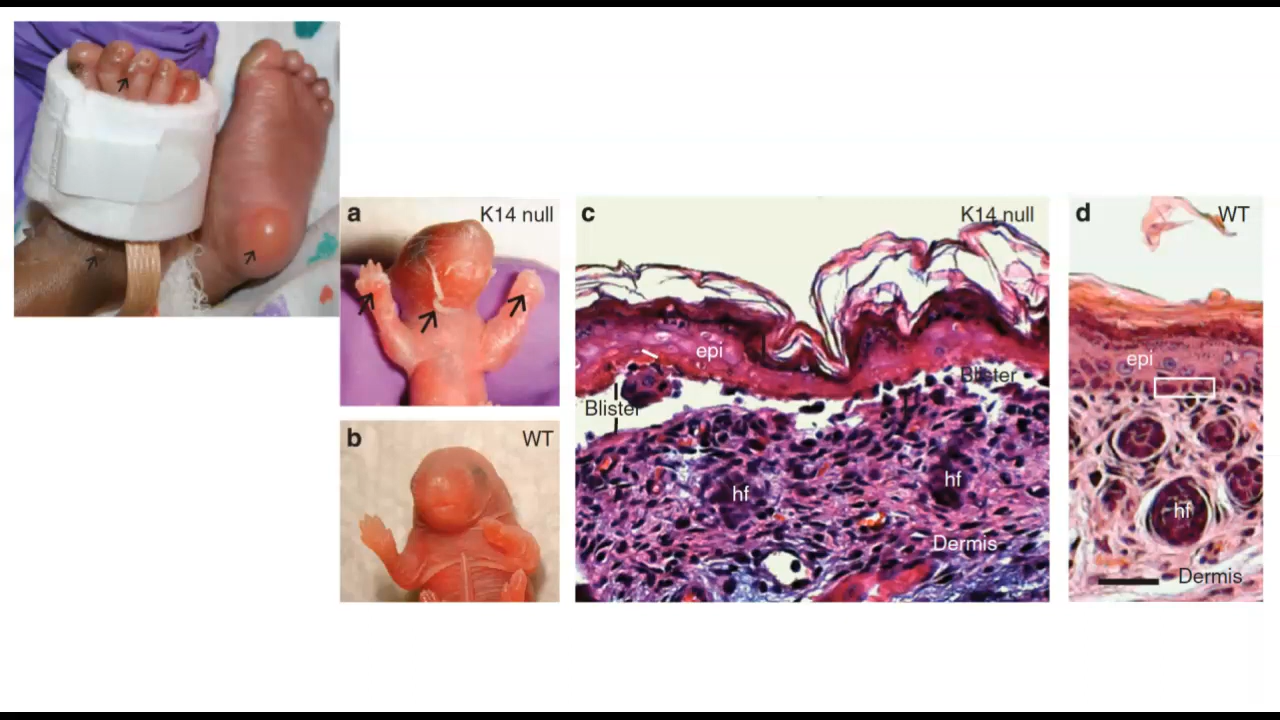 a
K14 null
b
WT
c
K14 null
epi
Blister
Blister
hf
hf
Dermis
d
WT
epi
hf
Dermis